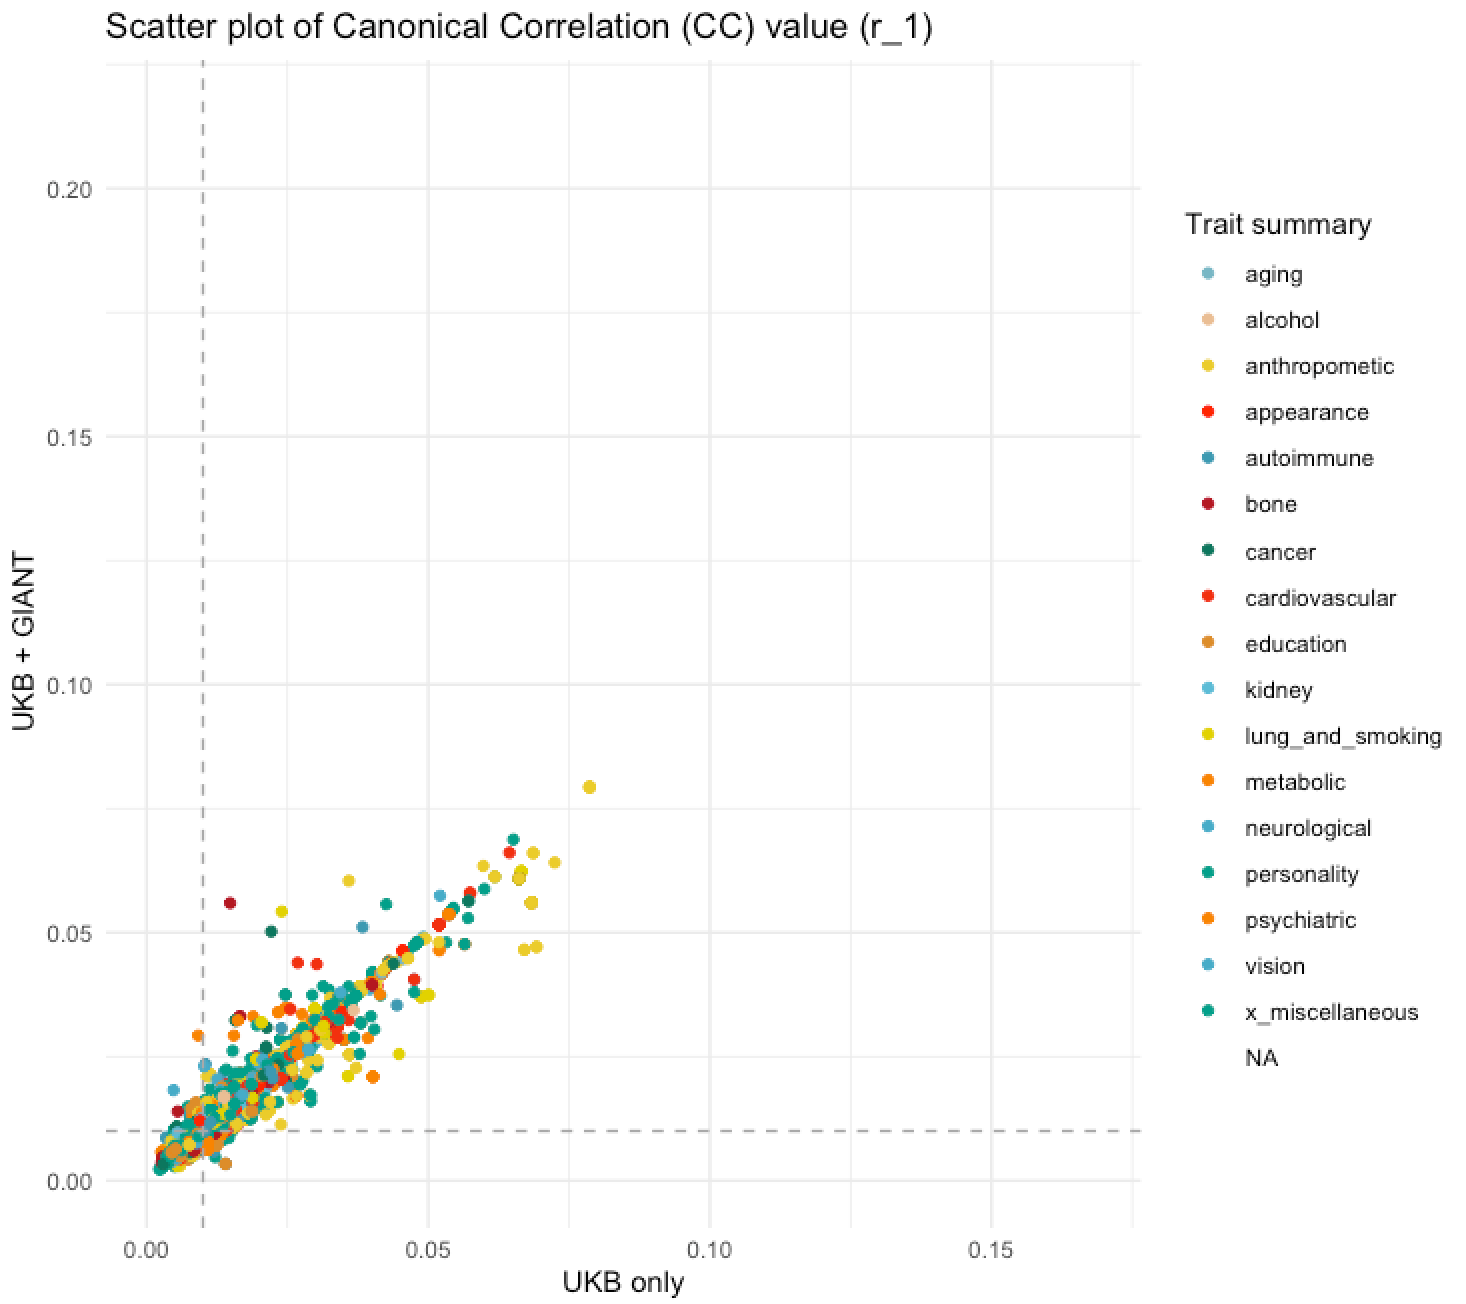 Scatter plot of Canonical Correlation (CC) value (r_1)
UKB + GIANT
0.20
0.15
0.10
0.05
0.00
0.00
0.05
0.10
0.15
UKB only
Trait summary
aging
alcohol
anthropometic
appearance
autoimmune
bone
cancer
cardiovascular
education
kidney
lung_and_smoking
metabolic
neurological
personality
psychiatric
vision
x_miscellaneous
NA